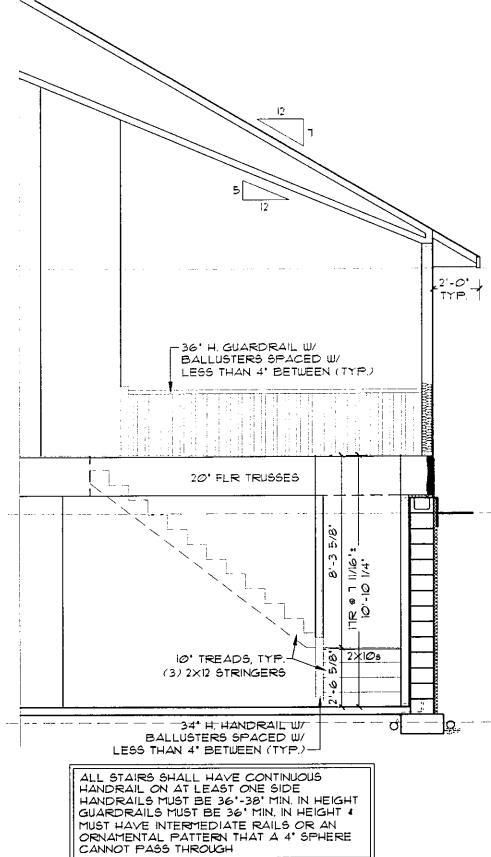 12
7
5
12
2'-0"
TYP.
36" H. GUARDRAIL W/
BALLUSTERS SPACED W/
LESS THAN 4" BETWEEN (TYP.)
20" FLR TRUSSES
8'-3 5/8"
17R @ 7 11/16"±
10'-10 1/4"
10" TREADS, TYP.
(3) 2X12 STRINGERS
2X10s
2'-6 5/8"
34" H. HANDRAIL W/
BALLUSTERS SPACED W/
LESS THAN 4" BETWEEN (TYP.)
ALL STAIRS SHALL HAVE CONTINUOUS
HANDRAIL ON AT LEAST ONE SIDE
HANDRAILS MUST BE 36"-38" MIN. IN HEIGHT
GUARDRAILS MUST BE 36" MIN. IN HEIGHT &
MUST HAVE INTERMEDIATE RAILS OR AN
ORNAMENTAL PATTERN THAT A 4" SPHERE
CANNOT PASS THROUGH